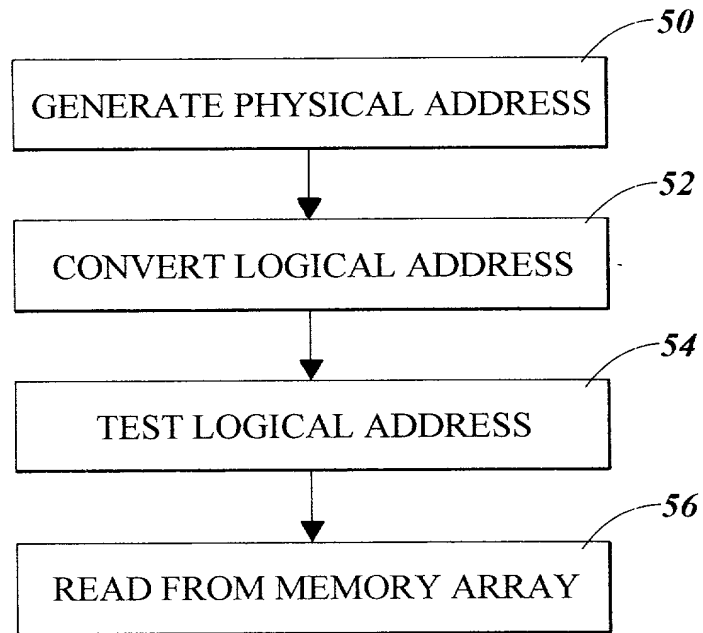 50
GENERATE PHYSICAL ADDRESS
52
CONVERT LOGICAL ADDRESS
54
TEST LOGICAL ADDRESS
56
READ FROM MEMORY ARRAY